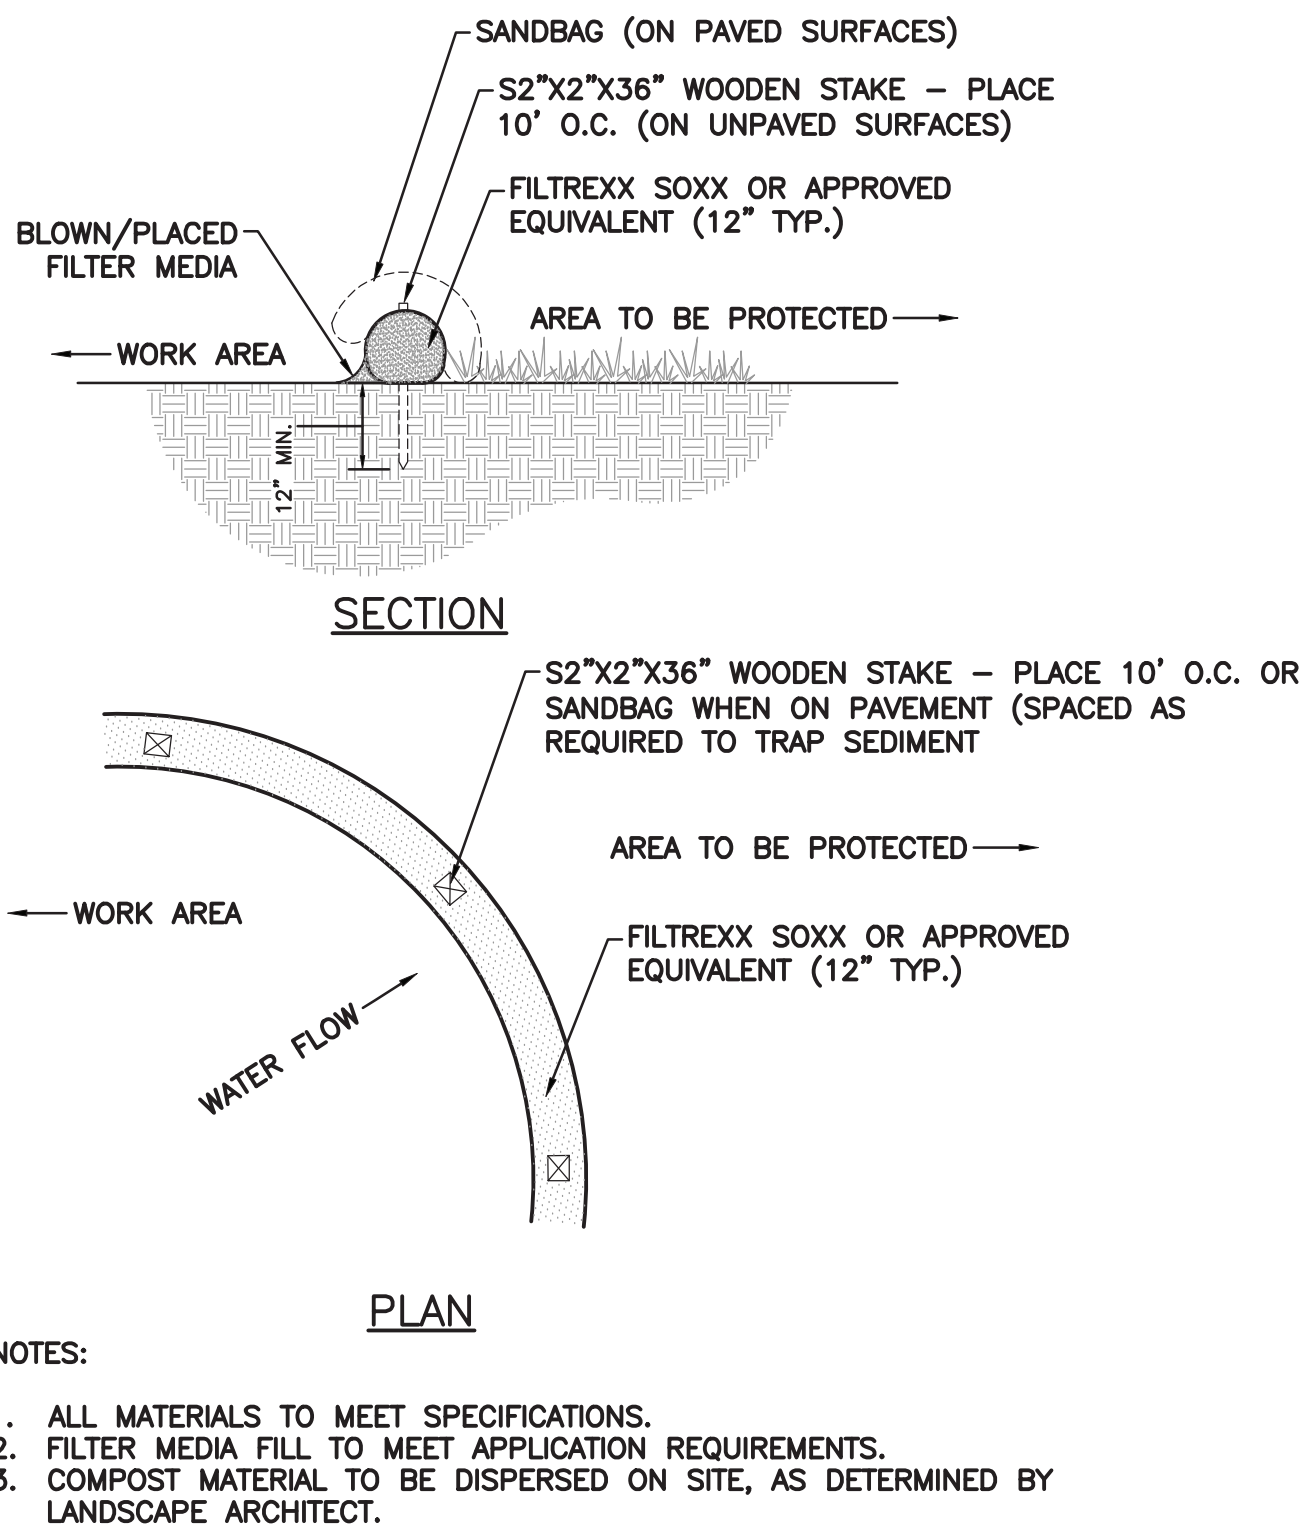 SANDBAG (ON PAVED SURFACES)
S2"X2"X36" WOODEN STAKE – PLACE
10' O.C. (ON UNPAVED SURFACES)
FILTREXX SOXX OR APPROVED
EQUIVALENT (12" TYP.)
BLOWN/PLACED
FILTER MEDIA
AREA TO BE PROTECTED
WORK AREA
12" MIN.
SECTION
S2"X2"X36" WOODEN STAKE – PLACE 10' O.C. OR
SANDBAG WHEN ON PAVEMENT (SPACED AS
REQUIRED TO TRAP SEDIMENT
AREA TO BE PROTECTED
WORK AREA
FILTREXX SOXX OR APPROVED
EQUIVALENT (12" TYP.)
WATER FLOW
PLAN
NOTES:
. ALL MATERIALS TO MEET SPECIFICATIONS.
2. FILTER MEDIA FILL TO MEET APPLICATION REQUIREMENTS.
3. COMPOST MATERIAL TO BE DISPERSED ON SITE, AS DETERMINED BY
LANDSCAPE ARCHITECT.